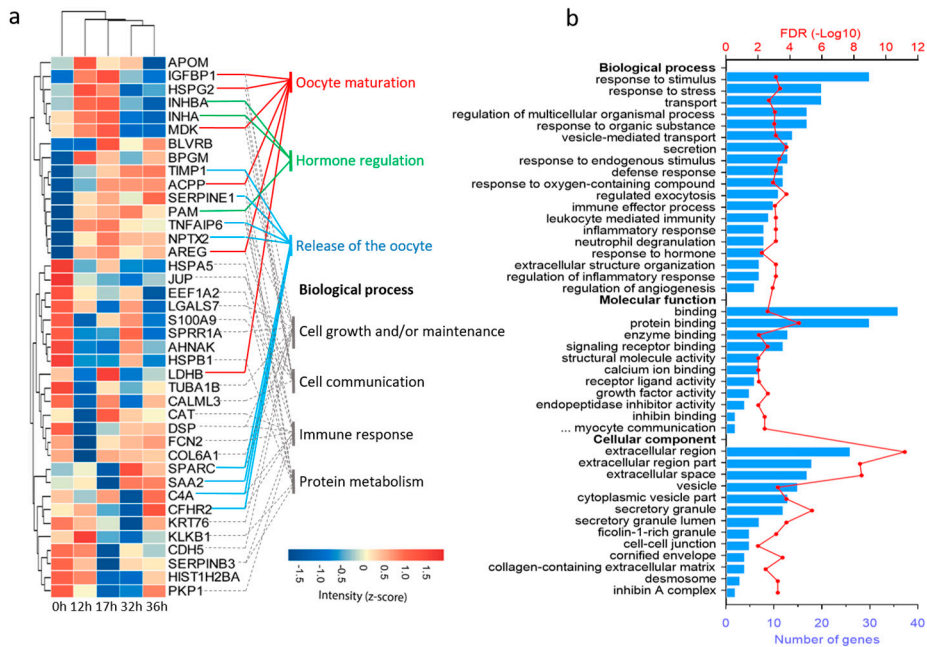 a
APOM
IGFBP1
HSPG2
INHBA
INHA
MDK
BLVRB
BPGM
TIMP1
ACPP
SERPINE1
PAM
TNFAIP6
NPTX2
AREG
HSPA5
JUP
EEF1A2
LGALS7
S100A9
SPRR1A
AHNAK
HSPB1
LDHB
TUBA1B
CALML3
CAT
DSP
FCN2
COL6A1
SPARC
SAA2
C4A
CFHR2
KRT76
KLKB1
CDH5
SERPINB3
HIST1H2BA
PKP1
0h 12h 17h 32h 36h
Oocyte maturation
Hormone regulation
Release of the oocyte
Biological process
Cell growth and/or maintenance
Cell communication
Immune response
Protein metabolism
-1.5 -1.0 -0.5 0.0 0.5 1.0 1.5
Intensity (z-score)
b
FDR (-Log10)
0 2 4 6 8 10 12
Biological process
response to stimulus
response to stress
transport
regulation of multicellular organismal process
response to organic substance
vesicle-mediated transport
secretion
response to endogenous stimulus
defense response
response to oxygen-containing compound
regulated exocytosis
immune effector process
leukocyte mediated immunity
inflammatory response
neutrophil degranulation
response to hormone
extracellular structure organization
regulation of inflammatory response
regulation of angiogenesis
Molecular function
binding
protein binding
enzyme binding
signaling receptor binding
structural molecule activity
calcium ion binding
receptor ligand activity
growth factor activity
endopeptidase inhibitor activity
inhibin binding
... myocyte communication
Cellular component
extracellular region
extracellular region part
extracellular space
vesicle
cytoplasmic vesicle part
secretory granule
secretory granule lumen
ficolin-1-rich granule
cell-cell junction
cornified envelope
collagen-containing extracellular matrix
desmosome
inhibin A complex
0 10 20 30 40
Number of genes